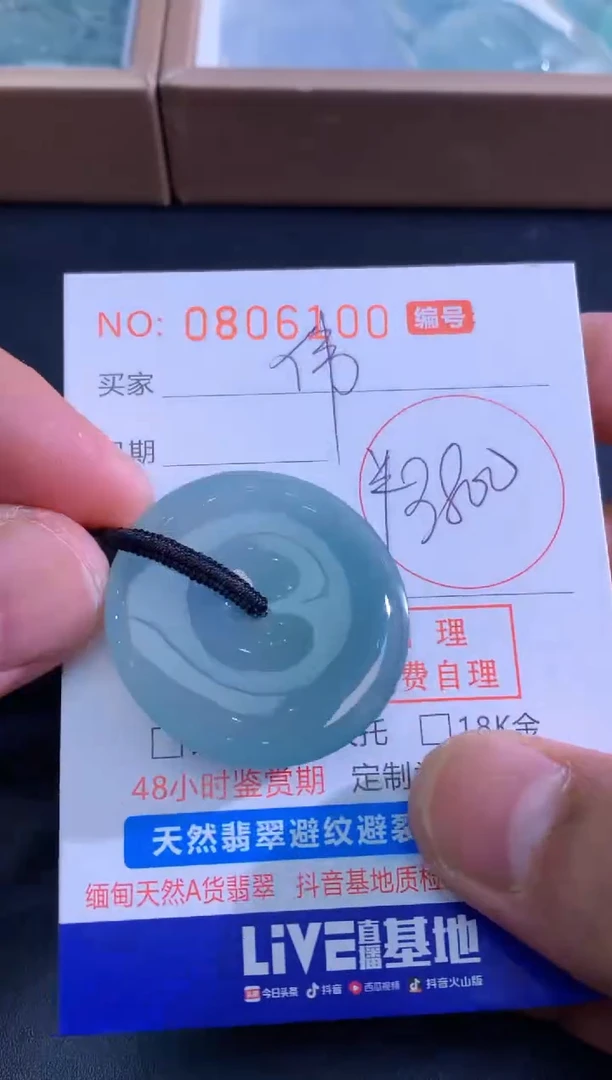 NO: 0806100 编号
买家 伟
期
¥3800
理
费自理
托 18K金
48小时鉴赏期 定制
天然翡翠避纹避裂
缅甸天然A货翡翠 抖音基地质检
LiVE直播基地
头条 今日头条 抖音 西瓜视频 抖音火山版